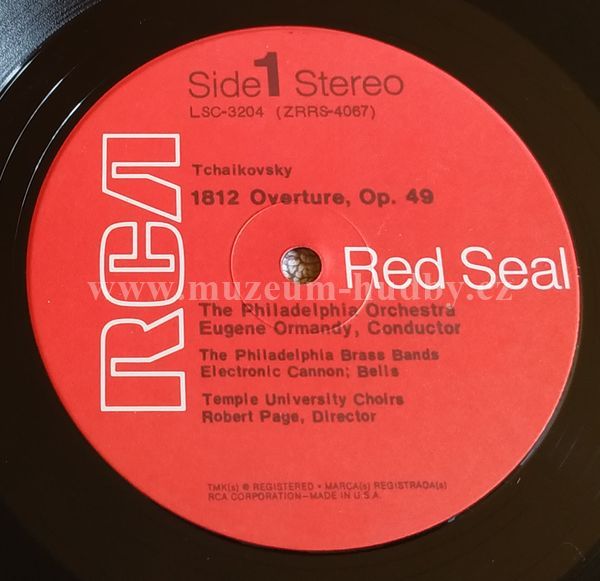 Side 1 Stereo
LSC-3204 (ZRRS-4067)
RCA
Tchaikovsky
1812 Overture, Op. 49
Red Seal
www.muzeum-hudby.cz
The Philadelphia Orchestra
Eugene Ormandy, Conductor
The Philadelphia Brass Bands
Electronic Cannon; Bells
Temple University Choirs
Robert Page, Director
TMK(s) ® REGISTERED • MARCA(s) REGISTRADA(s)
RCA CORPORATION—MADE IN U.S.A.